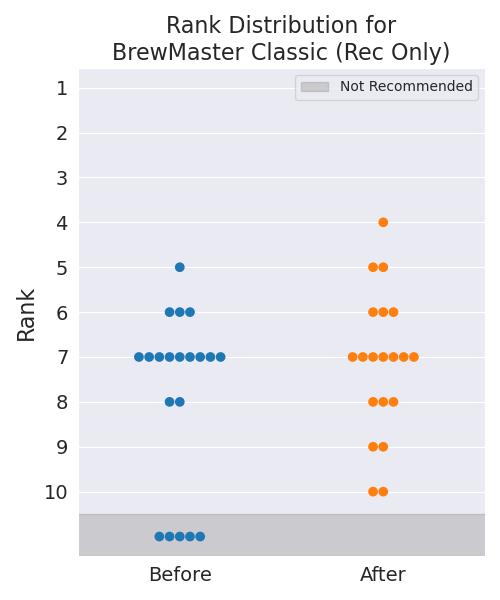 Rank Distribution for
BrewMaster Classic (Rec Only)
Not Recommended
Rank
1
2
3
4
5
6
7
8
9
10
Before
After